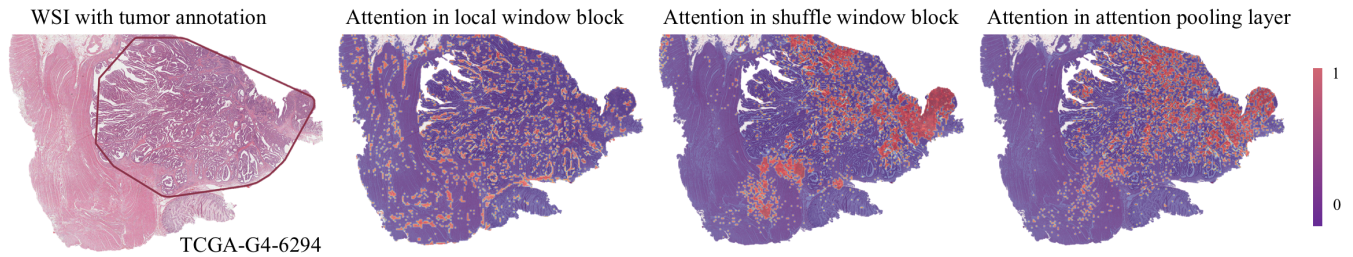 WSI with tumor annotation
Attention in local window block
Attention in shuffle window block
Attention in attention pooling layer
1
0
TCGA-G4-6294